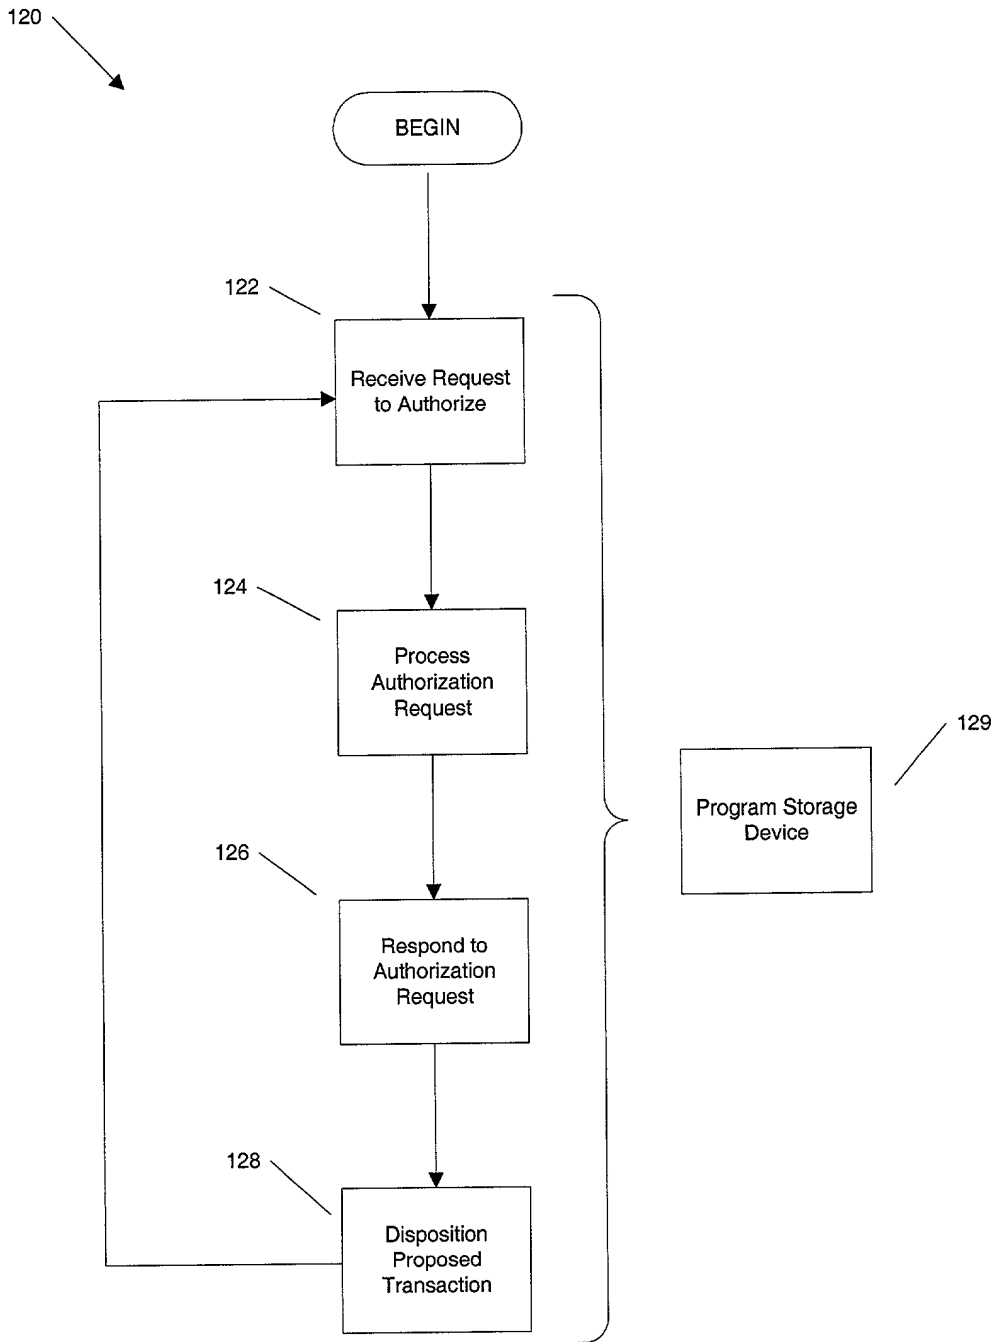 120
BEGIN
122
Receive Request
to Authorize
124
Process
Authorization
Request
129
Program Storage
Device
126
Respond to
Authorization
Request
128
Disposition
Proposed
Transaction